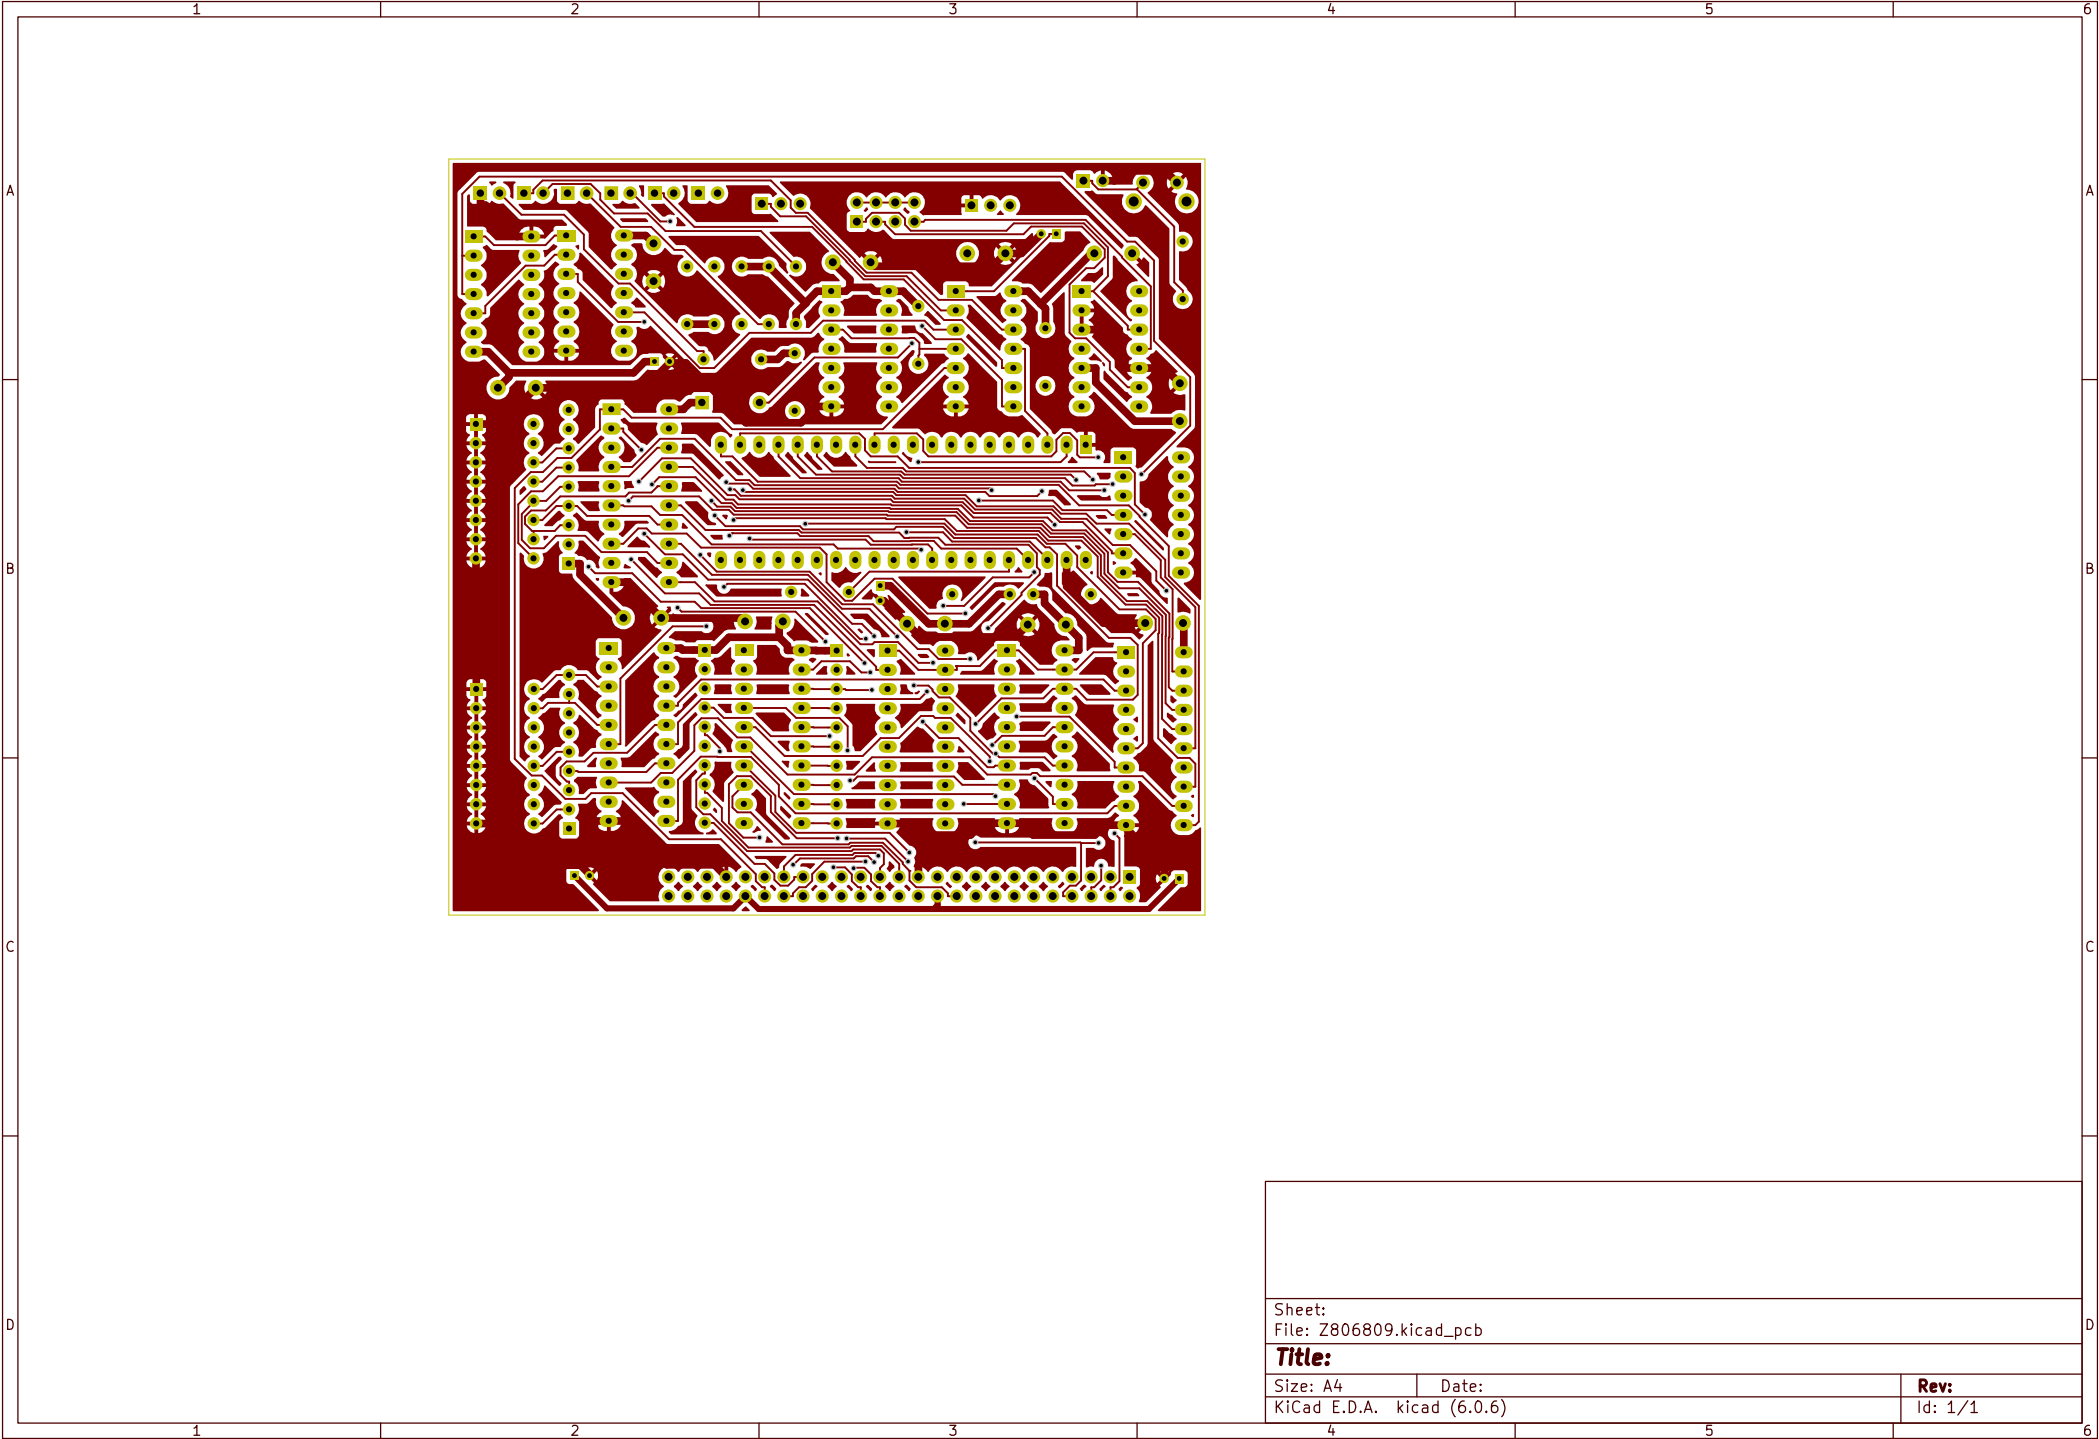 1 2 3 4 5 6
A A
B B
C C
D D
Sheet:
File: Z806809.kicad_pcb
Title:
Size: A4 Date: Rev:
KiCad E.D.A. kicad (6.0.6) Id: 1/1
1 2 3 4 5 6